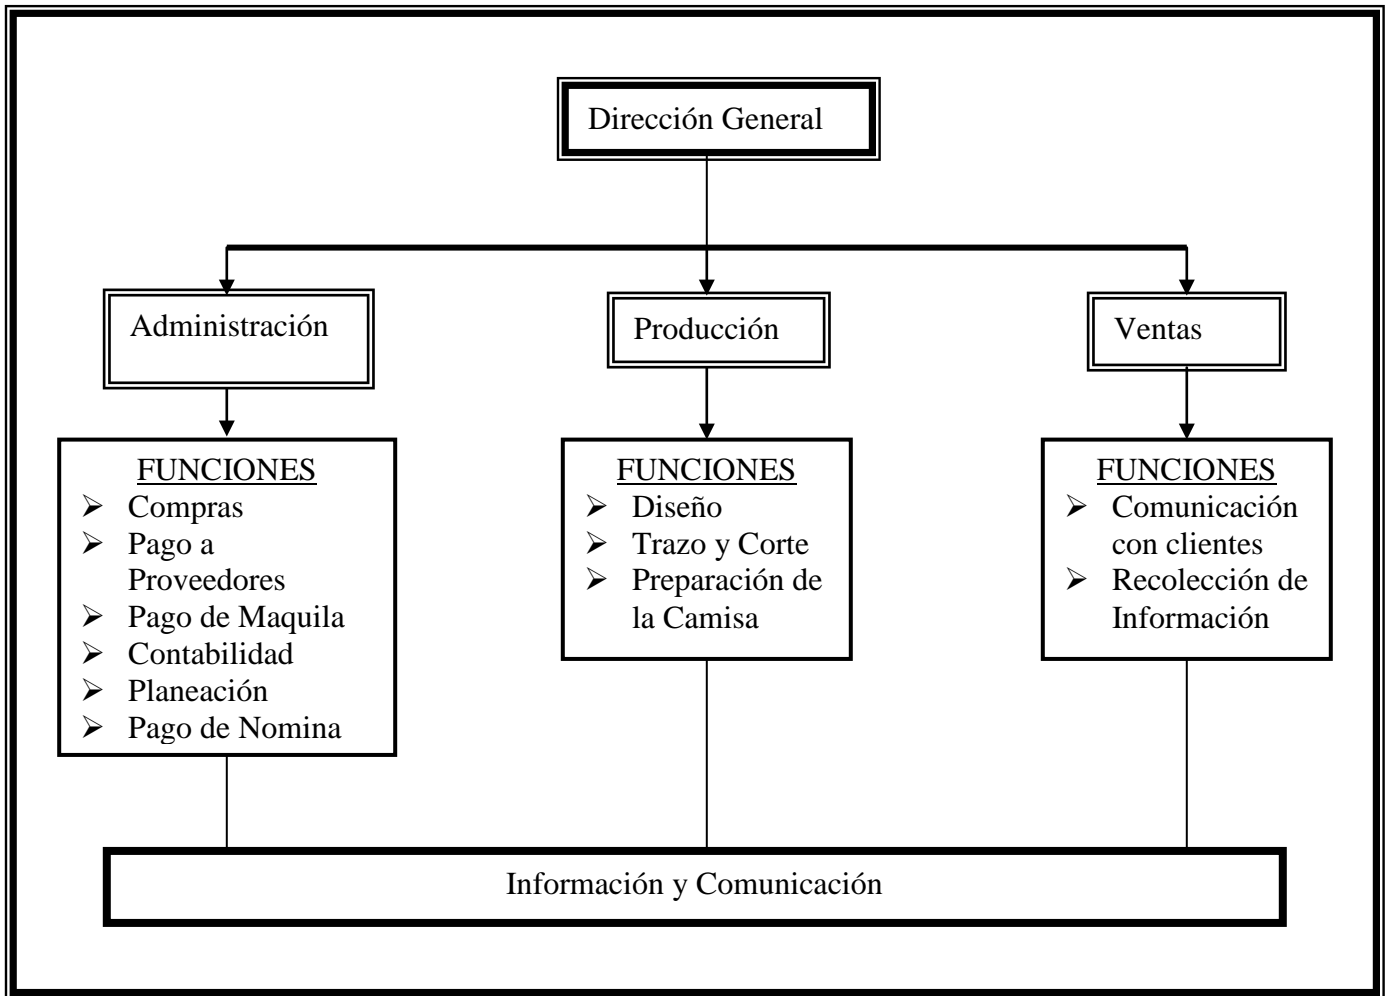 Dirección General
Administración
Producción
Ventas
FUNCIONES
Compras
Pago a
Proveedores
Pago de Maquila
Contabilidad
Planeación
Pago de Nomina
FUNCIONES
Diseño
Trazo y Corte
Preparación de
la Camisa
FUNCIONES
Comunicación
con clientes
Recolección de
Información
Información y Comunicación